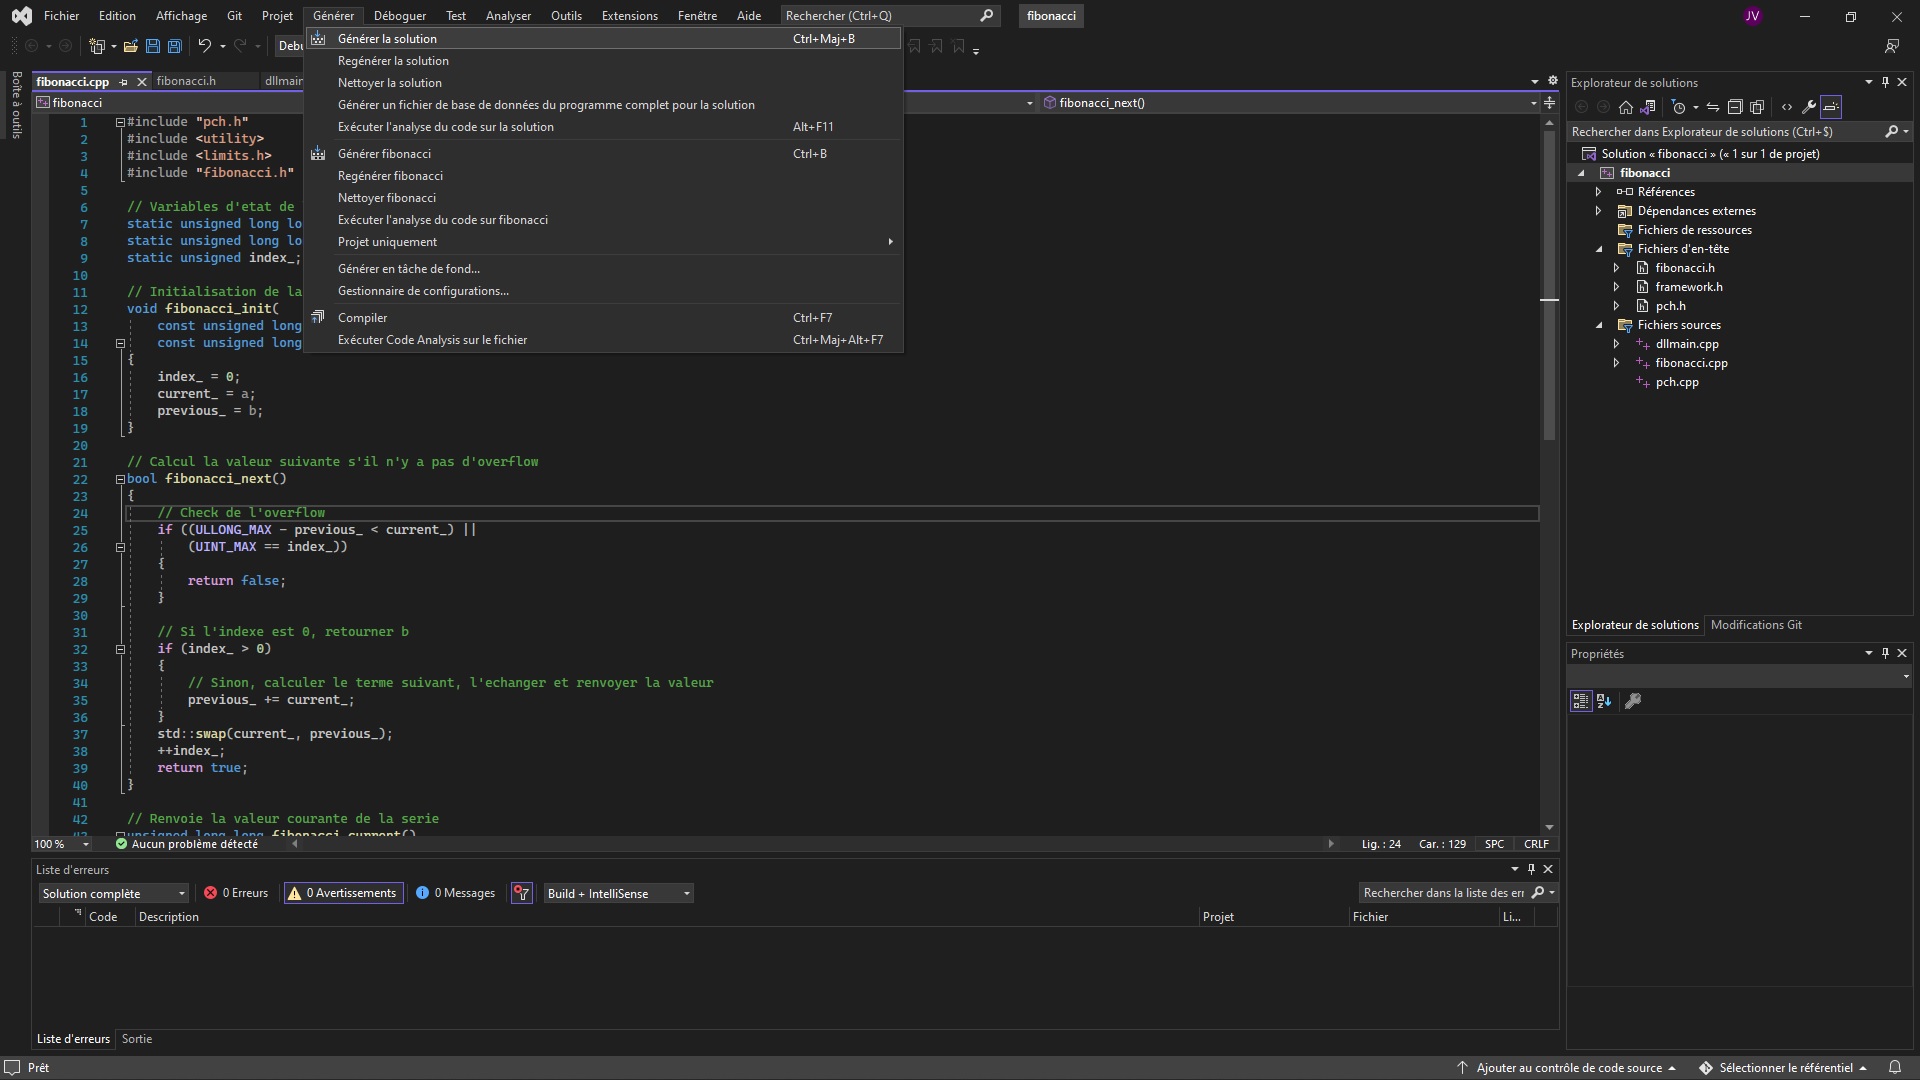 Fichier Edition Affichage Git Projet Générer Déboguer Test Analyser Outils Extensions Fenêtre Aide Rechercher (Ctrl+Q) fibonacci JV
Debu
Générer la solution Ctrl+Maj+B
Regénérer la solution
Nettoyer la solution
Générer un fichier de base de données du programme complet pour la solution
Exécuter l'analyse du code sur la solution Alt+F11
Générer fibonacci Ctrl+B
Regénérer fibonacci
Nettoyer fibonacci
Exécuter l'analyse du code sur fibonacci
Projet uniquement
Générer en tâche de fond...
Gestionnaire de configurations...
Compiler Ctrl+F7
Exécuter Code Analysis sur le fichier Ctrl+Maj+Alt+F7
Boîte à outils
fibonacci.cpp fibonacci.h dllmain
fibonacci fibonacci_next()
1 #include "pch.h"
2 #include <utility>
3 #include <limits.h>
4 #include "fibonacci.h"
5
6 // Variables d'etat de
7 static unsigned long lo
8 static unsigned long lo
9 static unsigned index_;
10
11 // Initialisation de la
12 void fibonacci_init(
13 const unsigned long
14 const unsigned long
15 {
16 index_ = 0;
17 current_ = a;
18 previous_ = b;
19 }
20
21 // Calcul la valeur suivante s'il n'y a pas d'overflow
22 bool fibonacci_next()
23 {
24 // Check de l'overflow
25 if ((ULLONG_MAX - previous_ < current_) ||
26 (UINT_MAX == index_))
27 {
28 return false;
29 }
30
31 // Si l'indexe est 0, retourner b
32 if (index_ > 0)
33 {
34 // Sinon, calculer le terme suivant, l'echanger et renvoyer la valeur
35 previous_ += current_;
36 }
37 std::swap(current_, previous_);
38 ++index_;
39 return true;
40 }
41
42 // Renvoie la valeur courante de la serie
43 unsigned long long fibonacci_current()
100 % Aucun problème détecté Lig. : 24 Car. : 129 SPC CRLF
Liste d'erreurs
Solution complète 0 Erreurs 0 Avertissements 0 Messages Build + IntelliSense Rechercher dans la liste des err
Code Description Projet Fichier Li...
Liste d'erreurs Sortie
Explorateur de solutions
Rechercher dans Explorateur de solutions (Ctrl+$)
Solution « fibonacci » (« 1 sur 1 de projet)
fibonacci
Références
Dépendances externes
Fichiers de ressources
Fichiers d'en-tête
fibonacci.h
framework.h
pch.h
Fichiers sources
dllmain.cpp
fibonacci.cpp
pch.cpp
Explorateur de solutions Modifications Git
Propriétés
Prêt Ajouter au contrôle de code source Sélectionner le référentiel